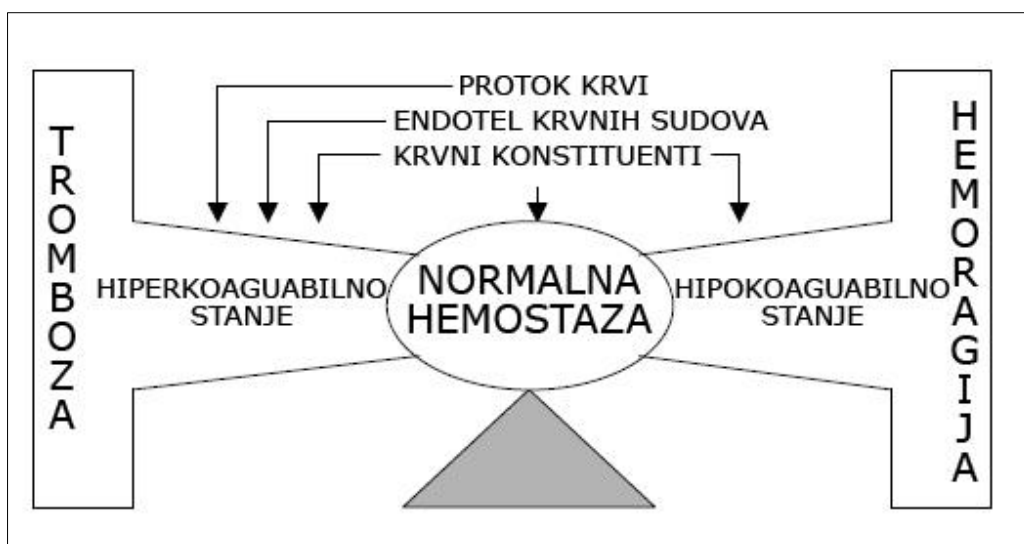 PROTOK KRVI
ENDOTEL KRVNIH SUDOVA
KRVNI KONSTITUENTI
TROMBOZA
HIPERKOAGUABILNO
STANJE
NORMALNA
HEMOSTAZA
HIPOKOAGUABILNO
STANJE
HEMORAGIJA